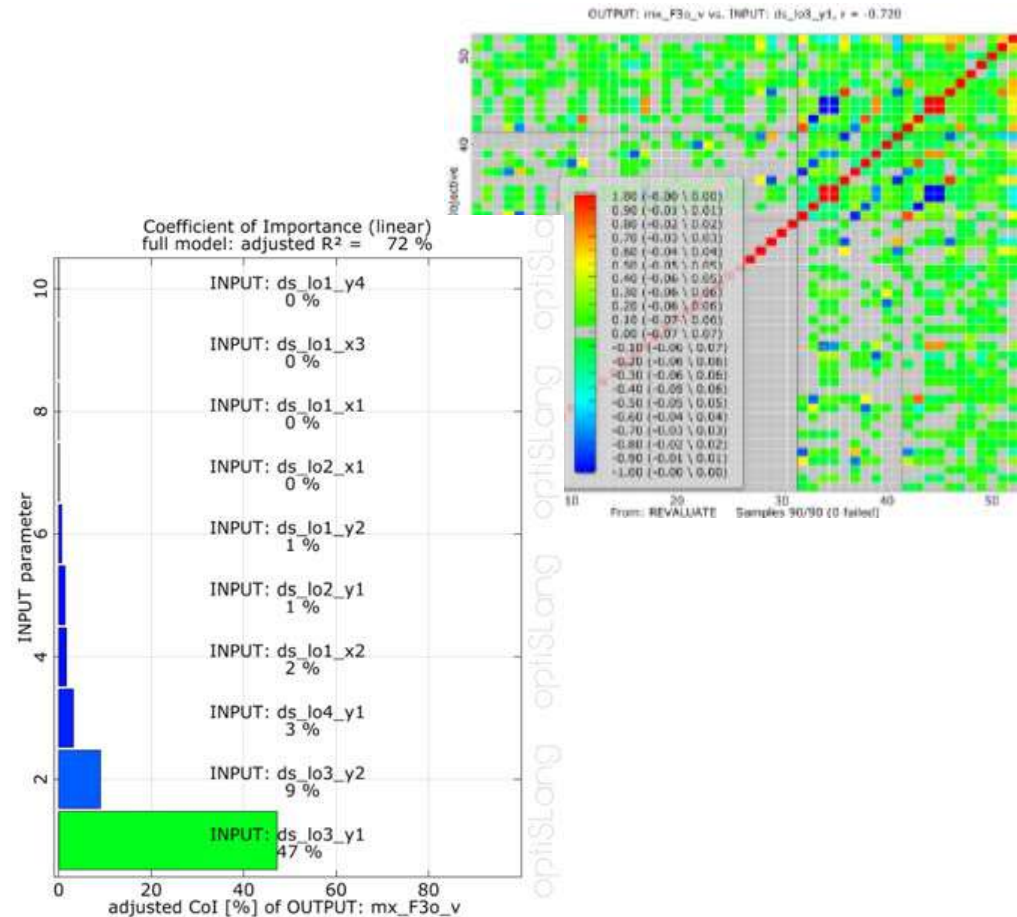 OUTPUT: mx_F3o_v vs. INPUT: ds_lo3_y1, r = -0.720
50
40
objective
1.00 (-0.00 \ 0.00)
0.90 (-0.01 \ 0.01)
0.80 (-0.02 \ 0.02)
0.70 (-0.03 \ 0.03)
0.60 (-0.04 \ 0.04)
0.50 (-0.05 \ 0.05)
0.40 (-0.06 \ 0.05)
0.30 (-0.06 \ 0.06)
0.20 (-0.06 \ 0.06)
0.10 (-0.07 \ 0.06)
0.00 (-0.07 \ 0.07)
-0.10 (-0.06 \ 0.07)
-0.20 (-0.06 \ 0.06)
-0.30 (-0.06 \ 0.06)
-0.40 (-0.05 \ 0.06)
-0.50 (-0.05 \ 0.05)
-0.60 (-0.04 \ 0.04)
-0.70 (-0.03 \ 0.03)
-0.80 (-0.02 \ 0.02)
-0.90 (-0.01 \ 0.01)
-1.00 (-0.00 \ 0.00)
10 20 30 40 50
From: REVALUATE Samples 90/90 (0 failed)
Coefficient of Importance (linear)
full model: adjusted R² = 72 %
INPUT parameter
10
8
6
4
2
INPUT: ds_lo1_y4
0 %
INPUT: ds_lo1_x3
0 %
INPUT: ds_lo1_x1
0 %
INPUT: ds_lo2_x1
0 %
INPUT: ds_lo1_y2
1 %
INPUT: ds_lo2_y1
1 %
INPUT: ds_lo1_x2
2 %
INPUT: ds_lo4_y1
3 %
INPUT: ds_lo3_y2
9 %
INPUT: ds_lo3_y1
47 %
0 20 40 60 80
adjusted CoI [%] of OUTPUT: mx_F3o_v
optiSLang optiSLang optiSLang optiSLang